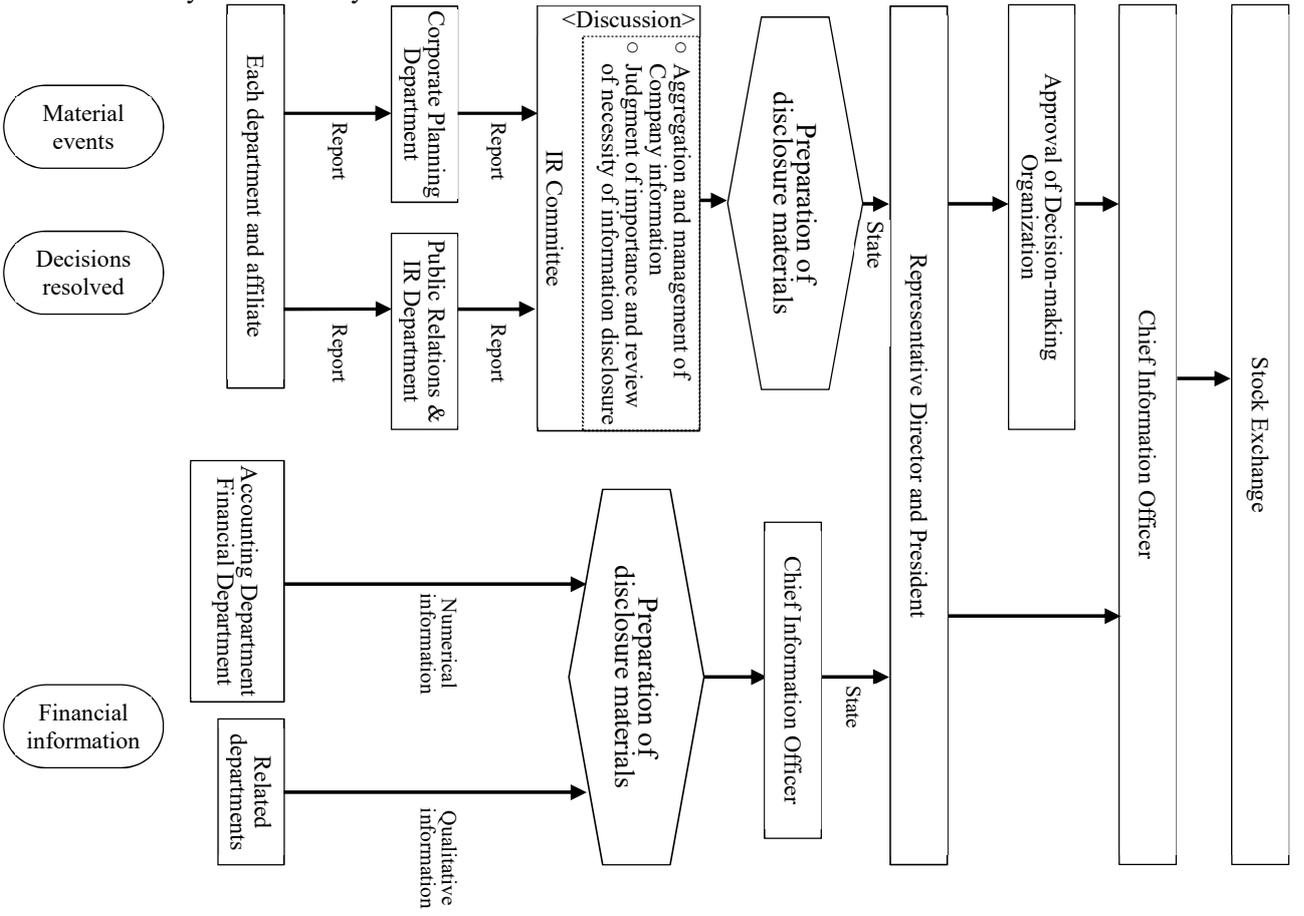 Material
events
Decisions
resolved
Financial
information
Each department and affiliate
Report
Report
Corporate Planning
Department
Public Relations &
IR Department
Report
Report
<Discussion>
○ Aggregation and management of
Company information
○ Judgment of importance and review
of necessity of information disclosure
IR Committee
Preparation of
disclosure materials
State
Accounting Department
Financial Department
Related
departments
Numerical
information
Qualitative
information
Preparation of
disclosure materials
Chief Information Officer
State
Representative Director and President
Approval of Decision-making
Organization
Chief Information Officer
Stock Exchange